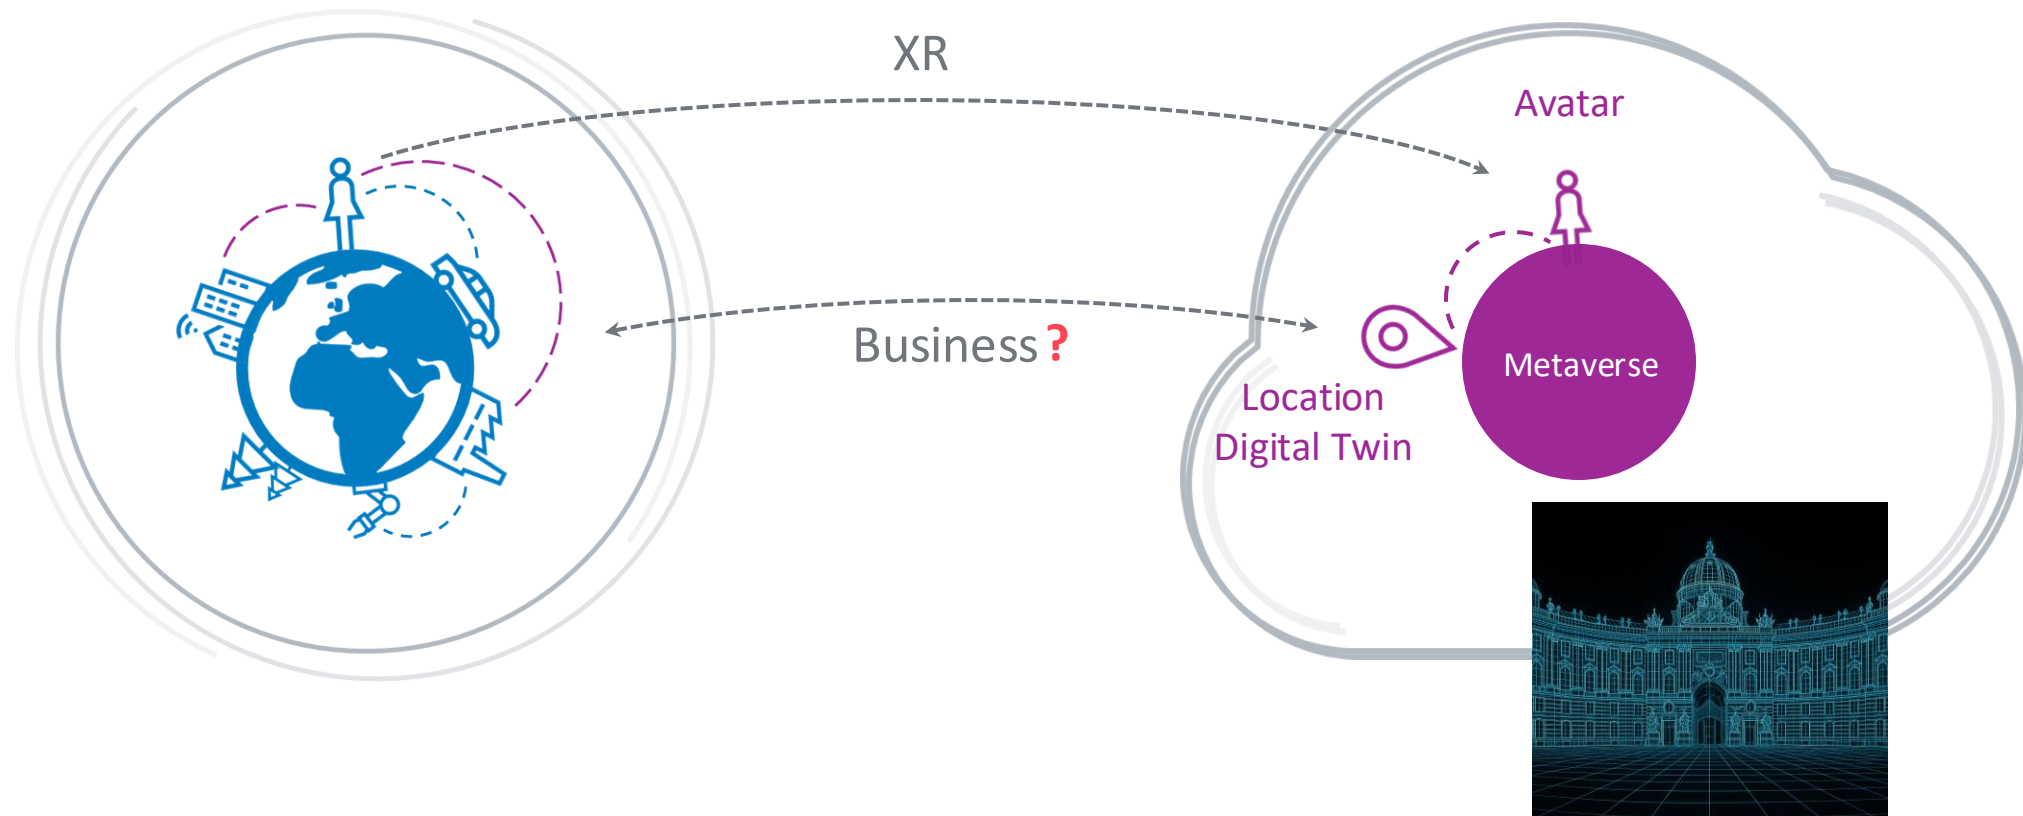 XR
Avatar
Business?
Metaverse
Location
Digital Twin